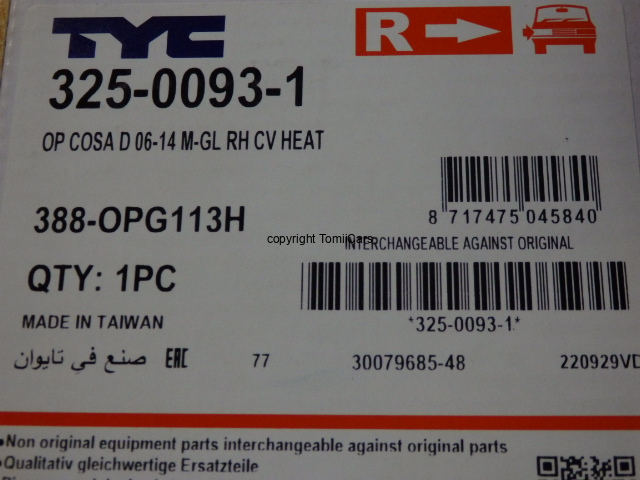 TYC
R
325-0093-1
OP COSA D 06-14 M-GL RH CV HEAT
8 717475 045840
388-OPG113H
copyright TomiiCars
INTERCHANGEABLE AGAINST ORIGINAL
QTY: 1PC
MADE IN TAIWAN
*325-0093-1*
صنع في تايوان EAC 77 30079685-48 220929VD
•Non original equipment parts interchangeable against original parts
•Qualitativ gleichwertige Ersatzteile